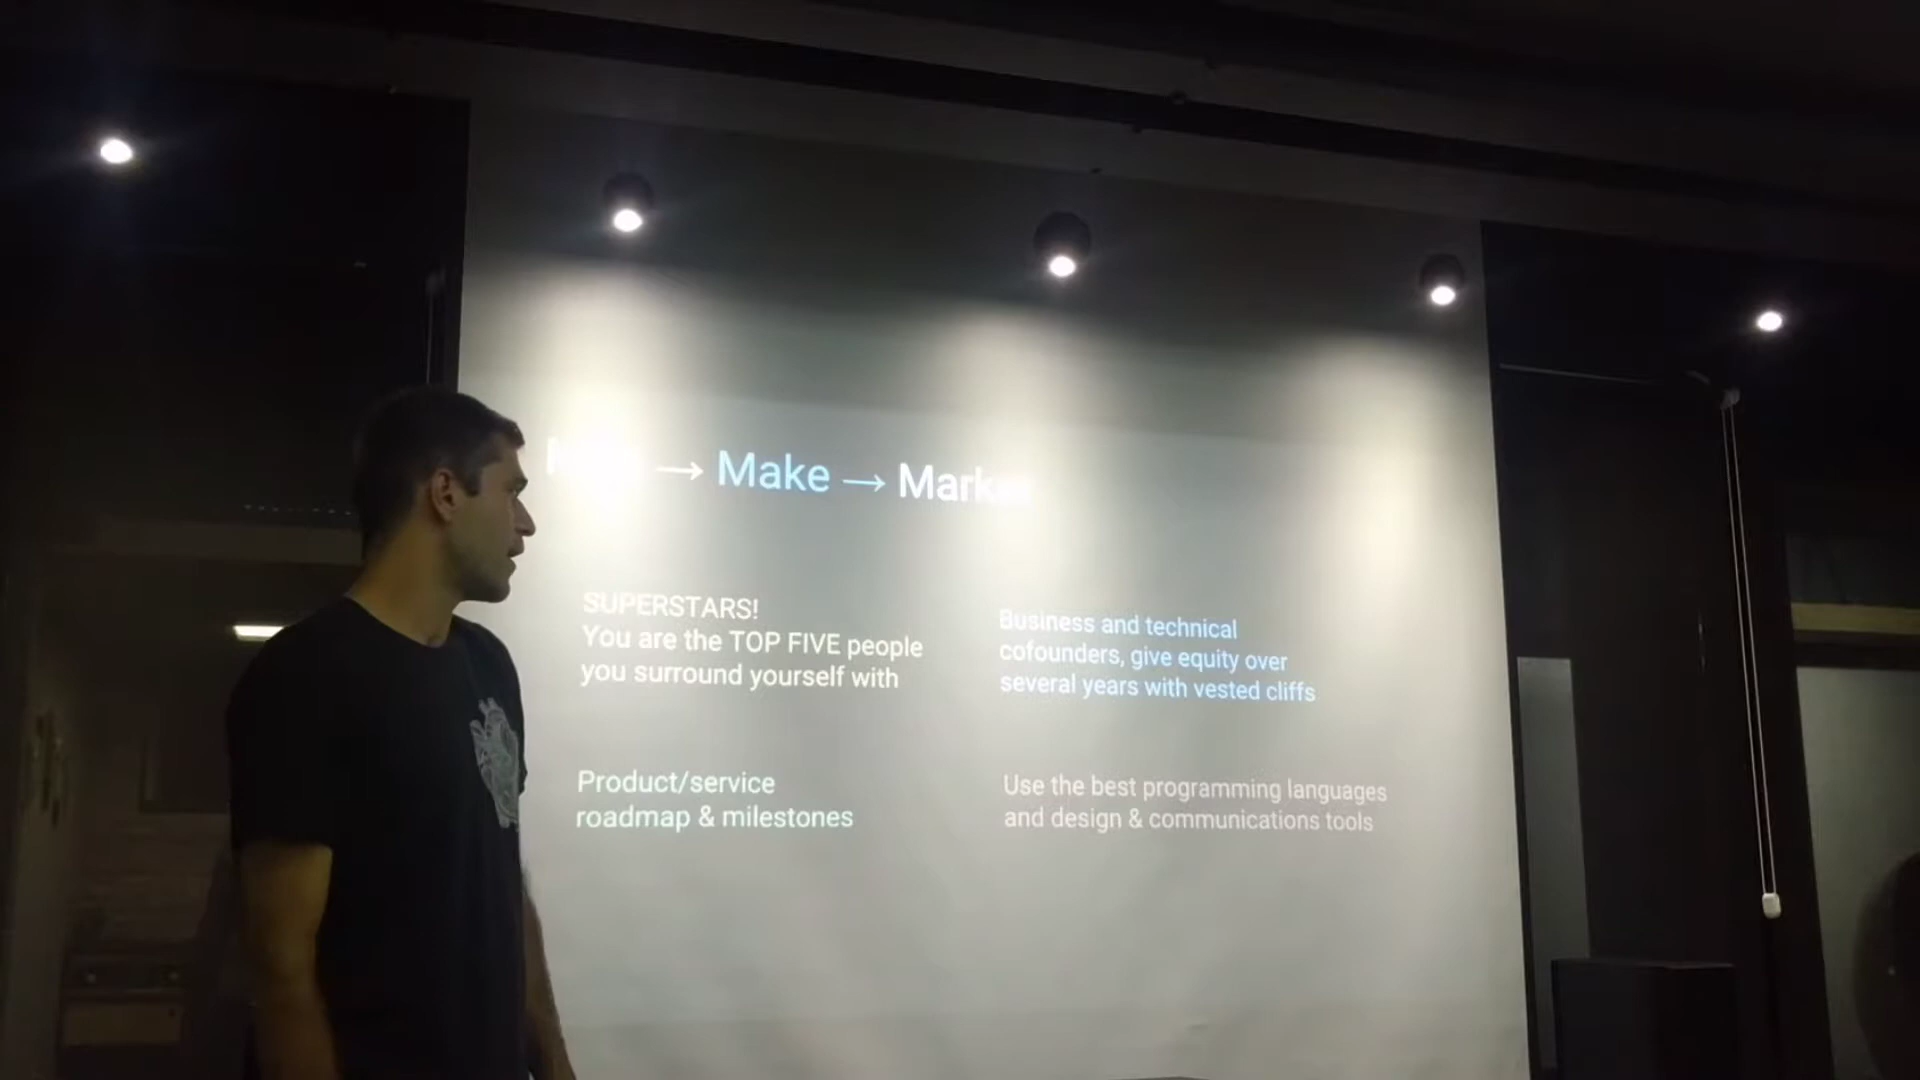 → Make →
SUPERSTARS!
You are the TOP FIVE people
you surround yourself with
Business and technical
cofounders, give equity over
several years with vested cliffs
Product/service
roadmap & milestones
Use the best programming languages
and design & communications tools